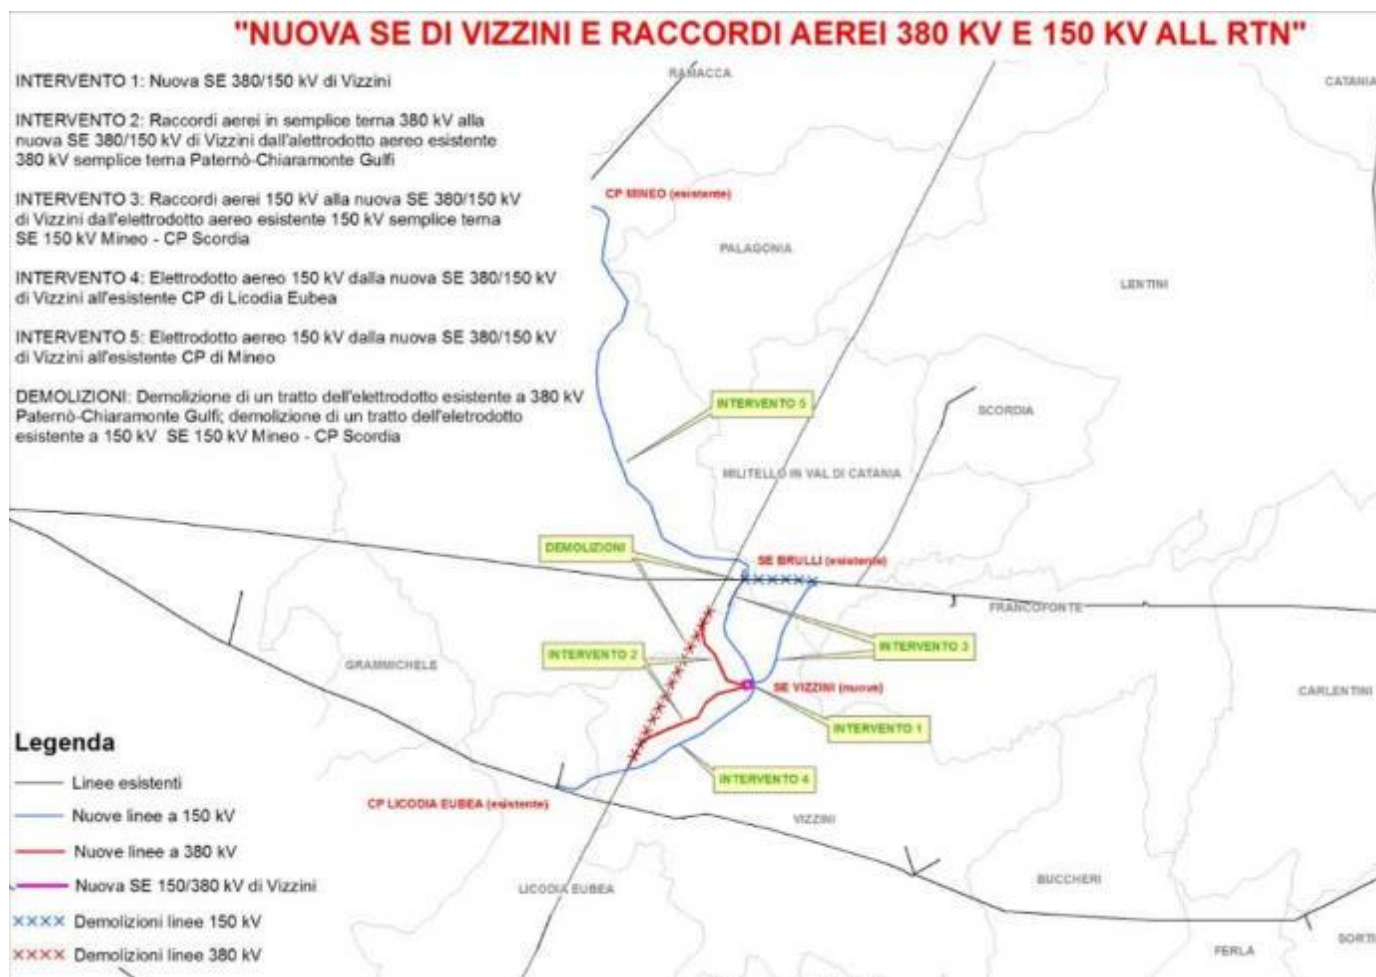 "NUOVA SE DI VIZZINI E RACCORDI AEREI 380 KV E 150 KV ALL RTN"
INTERVENTO 1: Nuova SE 380/150 kV di Vizzini
INTERVENTO 2: Raccordi aerei in semplice terna 380 kV alla
nuova SE 380/150 kV di Vizzini dall'alettrodotto aereo esistente
380 kV semplice terna Paternò-Chiaramonte Gulfi
INTERVENTO 3: Raccordi aerei 150 kV alla nuova SE 380/150 kV
di Vizzini dall'elettrodotto aereo esistente 150 kV semplice terna
SE 150 kV Mineo - CP Scordia
INTERVENTO 4: Elettrodotto aereo 150 kV dalla nuova SE 380/150 kV
di Vizzini all'esistente CP di Licodia Eubea
INTERVENTO 5: Elettrodotto aereo 150 kV dalla nuova SE 380/150 kV
di Vizzini all'esistente CP di Mineo
DEMOLIZIONI: Demolizione di un tratto dell'elettrodotto esistente a 380 kV
Paternò-Chiaramonte Gulfi; demolizione di un tratto dell'eletrodotto
esistente a 150 kV SE 150 kV Mineo - CP Scordia
RAMACCA
CATANIA
CP MINEO (esistente)
PALAGONIA
LENTINI
INTERVENTO 5
SCORDIA
MILITELLO IN VAL DI CATANIA
DEMOLIZIONI
SE BRULLI (esistente)
FRANCOFONTE
INTERVENTO 3
INTERVENTO 2
GRAMMICHELE
SE VIZZINI (nuova)
CARLENTINI
INTERVENTO 1
INTERVENTO 4
CP LICODIA EUBEA (esistente)
VIZZINI
LICODIA EUBEA
BUCCHERI
FERLA
SORTI
Legenda
Linee esistenti
Nuove linee a 150 kV
Nuove linee a 380 kV
Nuova SE 150/380 kV di Vizzini
Demolizioni linee 150 kV
Demolizioni linee 380 kV